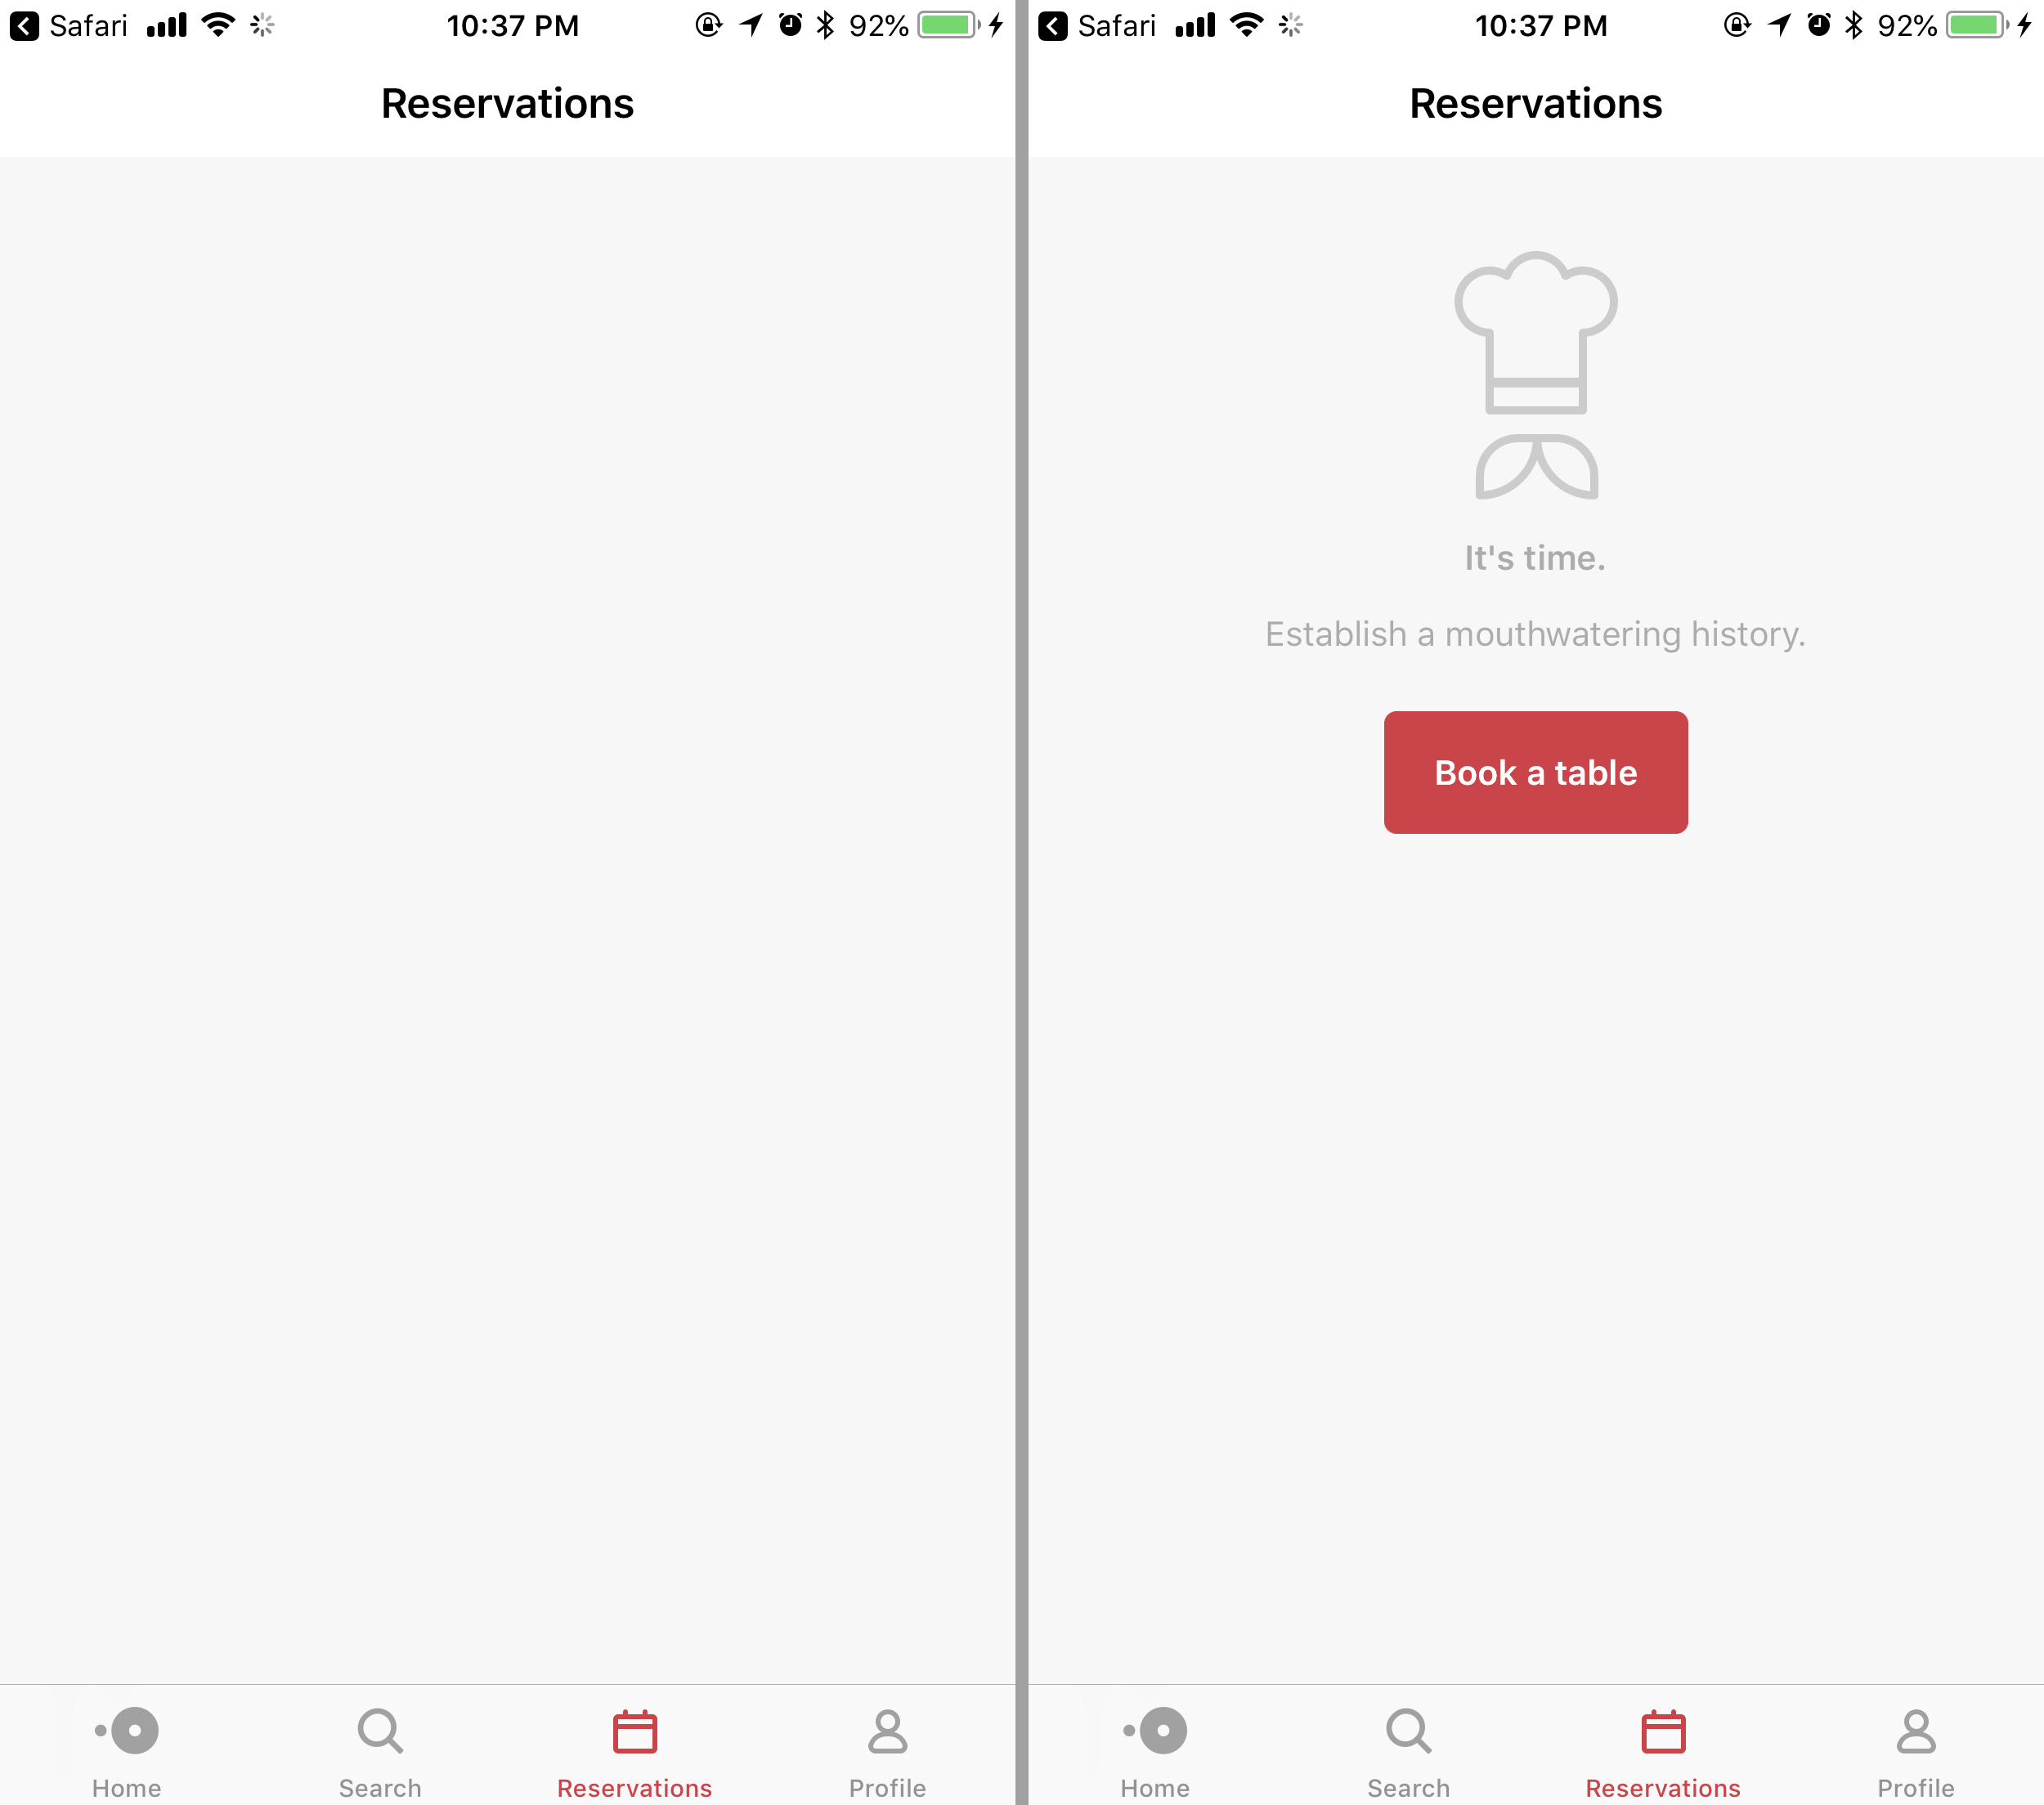 Safari 10:37 PM 92%
Reservations
Home Search Reservations Profile
Safari 10:37 PM 92%
Reservations
It's time.
Establish a mouthwatering history.
Book a table
Home Search Reservations Profile